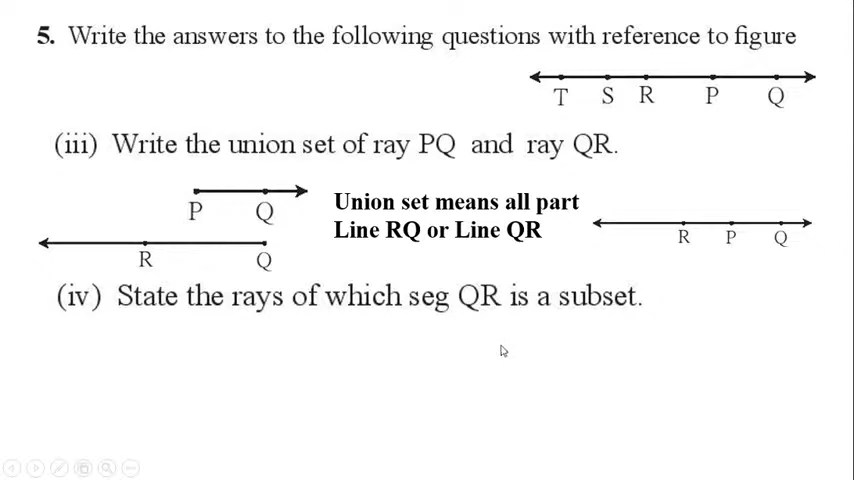 5. Write the answers to the following questions with reference to figure
T S R P Q
(iii) Write the union set of ray PQ and ray QR.
P Q
Union set means all part
Line RQ or Line QR
R P Q
R Q
(iv) State the rays of which seg QR is a subset.